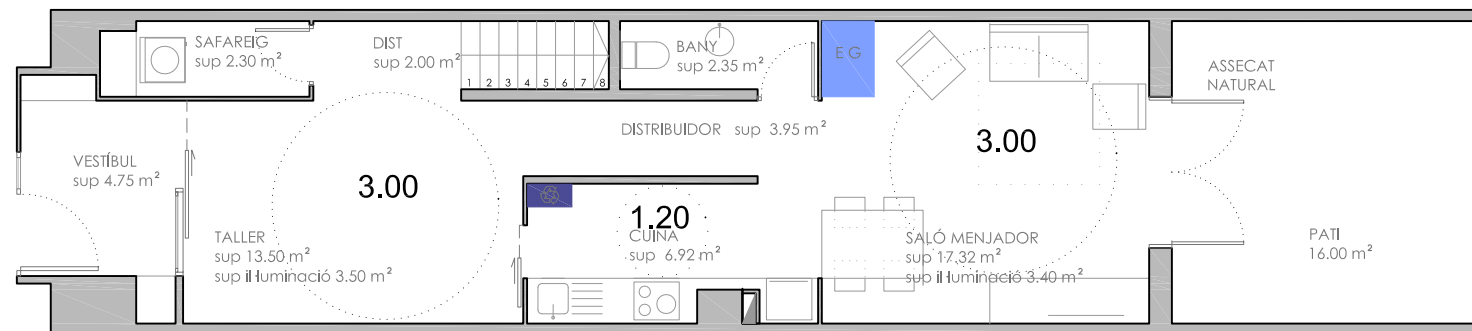 SAFAREIG
sup 2.30 m²
DIST
sup 2.00 m²
1 2 3 4 5 6 7 8
BANY
sup 2.35 m²
E G
ASSECAT
NATURAL
DISTRIBUIDOR sup 3.95 m²
3.00
VESTÍBUL
sup 4.75 m²
3.00
1.20
CUINA
sup 6.92 m²
TALLER
sup 13.50 m²
sup il·luminació 3.50 m²
SALÓ MENJADOR
sup 17.32 m²
sup il·luminació 3.40 m²
PATI
16.00 m²